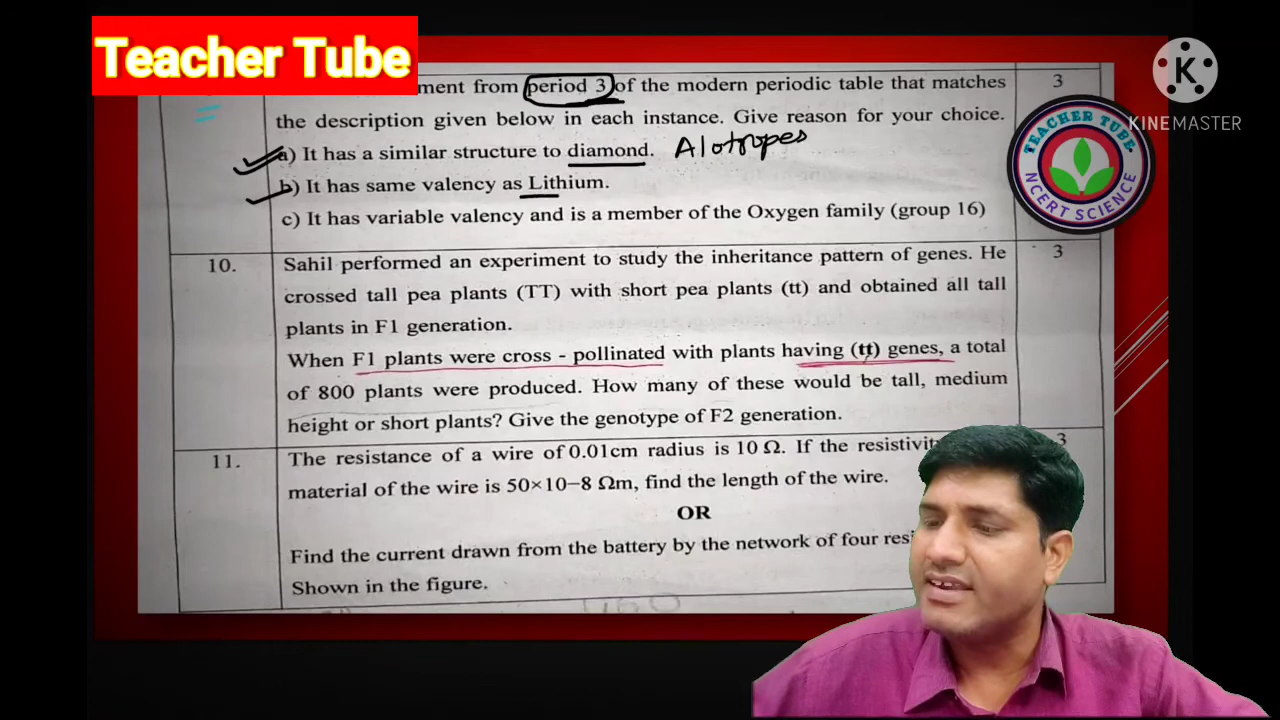 Teacher Tube
ment from period 3 of the modern periodic table that matches
3
the description given below in each instance. Give reason for your choice.
a) It has a similar structure to diamond. Alotropes
b) It has same valency as Lithium.
c) It has variable valency and is a member of the Oxygen family (group 16)
TEACHER TUBE
NCERT SCIENCE
K
KINEMASTER
10.
Sahil performed an experiment to study the inheritance pattern of genes. He
3
crossed tall pea plants (TT) with short pea plants (tt) and obtained all tall
plants in F1 generation.
When F1 plants were cross - pollinated with plants having (tt) genes, a total
of 800 plants were produced. How many of these would be tall, medium
height or short plants? Give the genotype of F2 generation.
11.
The resistance of a wire of 0.01cm radius is 10 Ω. If the resistivit
3
material of the wire is 50×10−8 Ωm, find the length of the wire.
OR
Find the current drawn from the battery by the network of four resi
Shown in the figure.